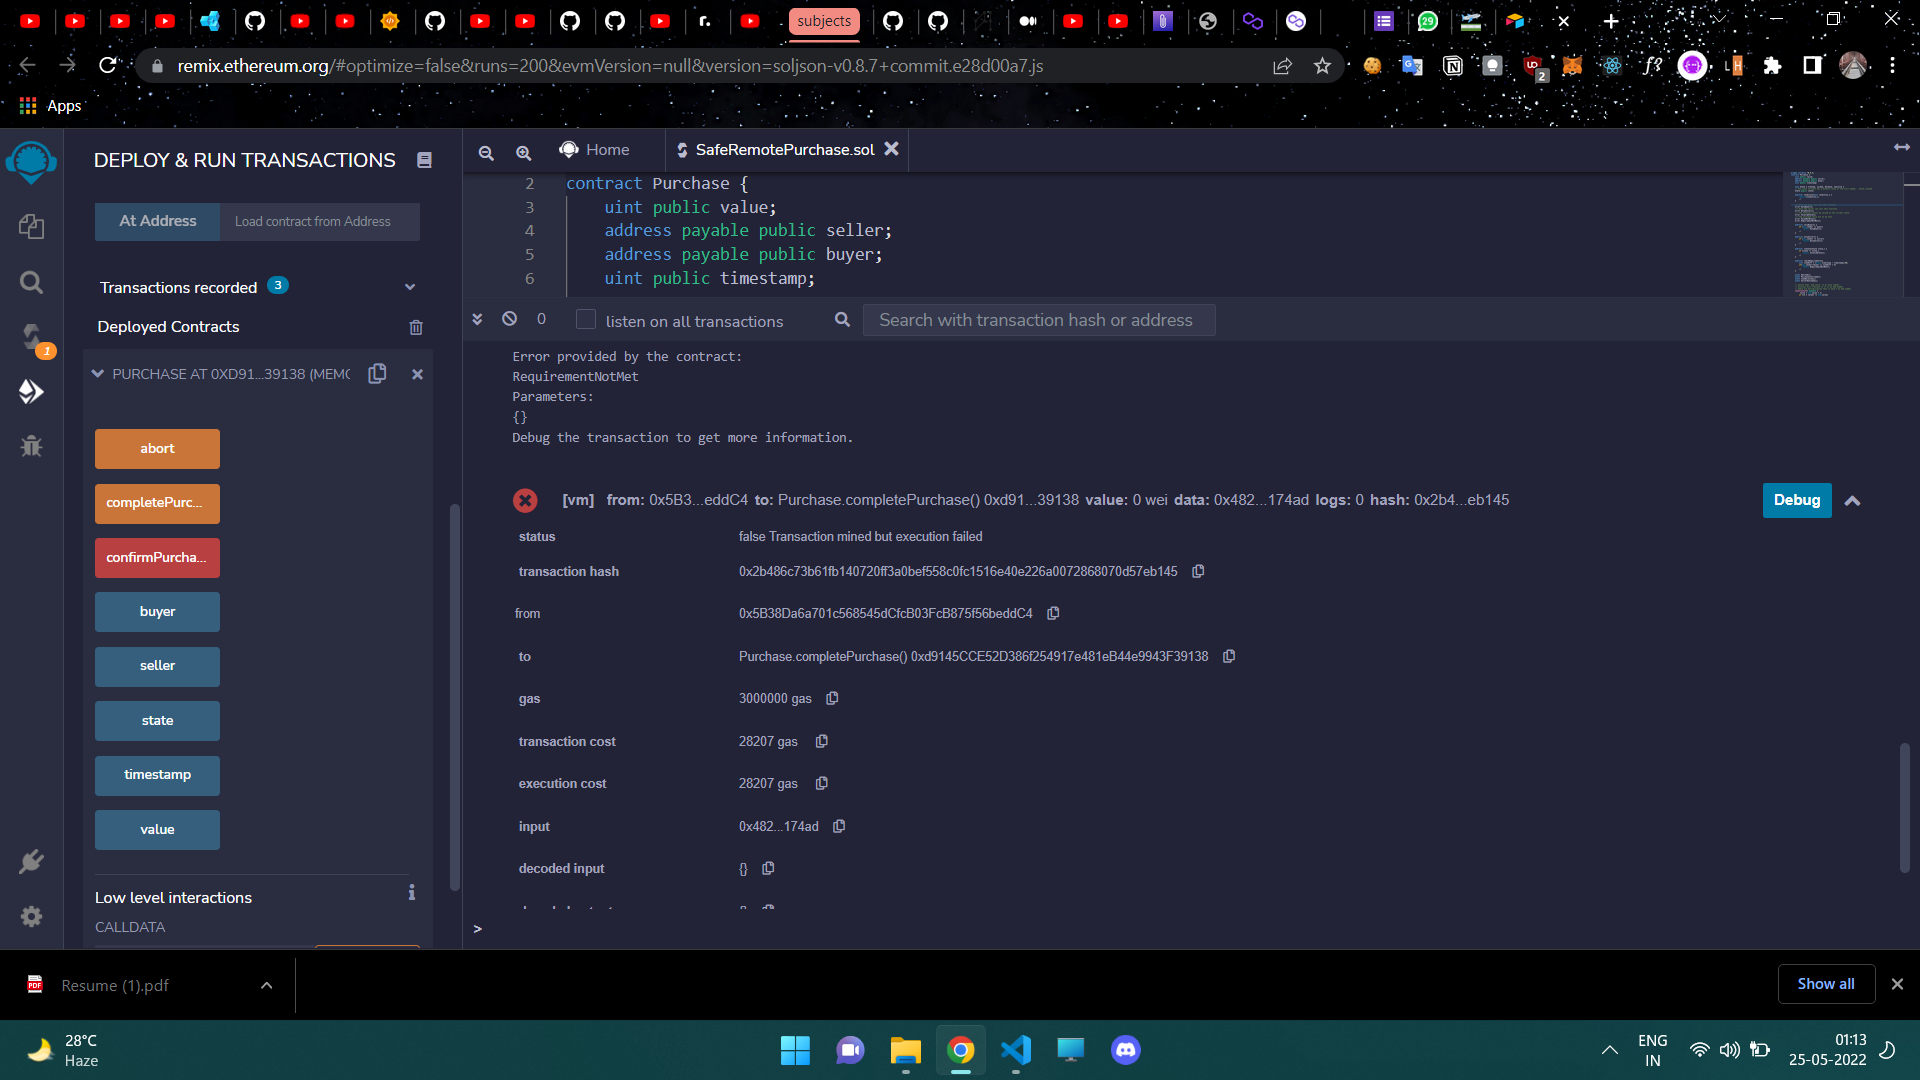 subjects
29
remix.ethereum.org/#optimize=false&runs=200&evmVersion=null&version=soljson-v0.8.7+commit.e28d00a7.js
2
Apps
DEPLOY & RUN TRANSACTIONS
Home
SafeRemotePurchase.sol
At Address
Load contract from Address
Transactions recorded 3
Deployed Contracts
1
PURCHASE AT 0XD91...39138 (MEMO
abort
completePurc...
confirmPurcha...
buyer
seller
state
timestamp
value
Low level interactions
CALLDATA
2 contract Purchase {
3 uint public value;
4 address payable public seller;
5 address payable public buyer;
6 uint public timestamp;
0 listen on all transactions
Search with transaction hash or address
Error provided by the contract:
RequirementNotMet
Parameters:
{}
Debug the transaction to get more information.
[vm] from: 0x5B3...eddC4 to: Purchase.completePurchase() 0xd91...39138 value: 0 wei data: 0x482...174ad logs: 0 hash: 0x2b4...eb145
Debug
status false Transaction mined but execution failed
transaction hash 0x2b486c73b61fb140720ff3a0bef558c0fc1516e40e226a0072868070d57eb145
from 0x5B38Da6a701c568545dCfcB03FcB875f56beddC4
to Purchase.completePurchase() 0xd9145CCE52D386f254917e481eB44e9943F39138
gas 3000000 gas
transaction cost 28207 gas
execution cost 28207 gas
input 0x482...174ad
decoded input {}
>
Resume (1).pdf
Show all
28°C
Haze
ENG
IN
01:13
25-05-2022